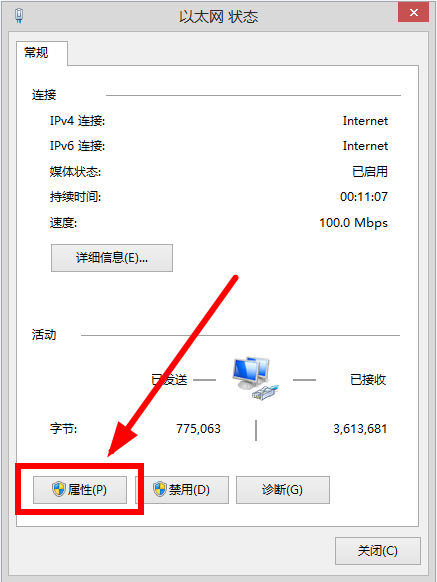 以太网 状态
常规
连接
IPv4 连接: Internet
IPv6 连接: Internet
媒体状态: 已启用
持续时间: 00:11:07
速度: 100.0 Mbps
详细信息(E)...
活动
已发送 已接收
字节: 775,063 3,613,681
属性(P) 禁用(D) 诊断(G)
关闭(C)